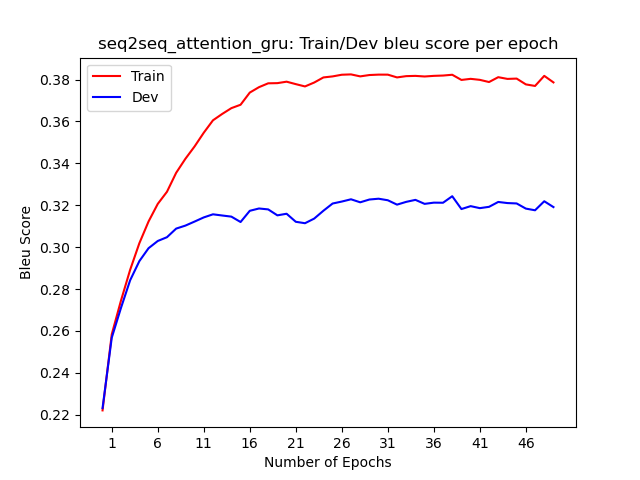 seq2seq_attention_gru: Train/Dev bleu score per epoch
Train
Dev
Bleu Score
0.38
0.36
0.34
0.32
0.30
0.28
0.26
0.24
0.22
1 6 11 16 21 26 31 36 41 46
Number of Epochs